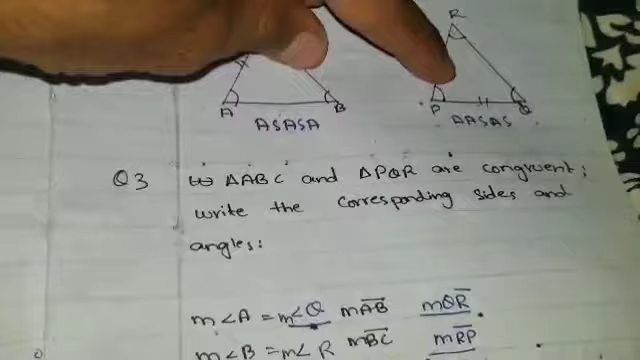 R
A B P Q
ASASA AASAS
Q3 ΔABC and ΔPQR are congruent;
write the corresponding sides and
angles:
m∠A = m∠Q mAB mQR.
m∠B = m∠R mBC mRP